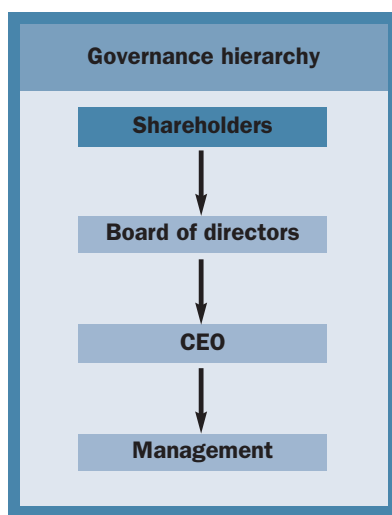 Governance hierarchy
Shareholders
Board of directors
CEO
Management